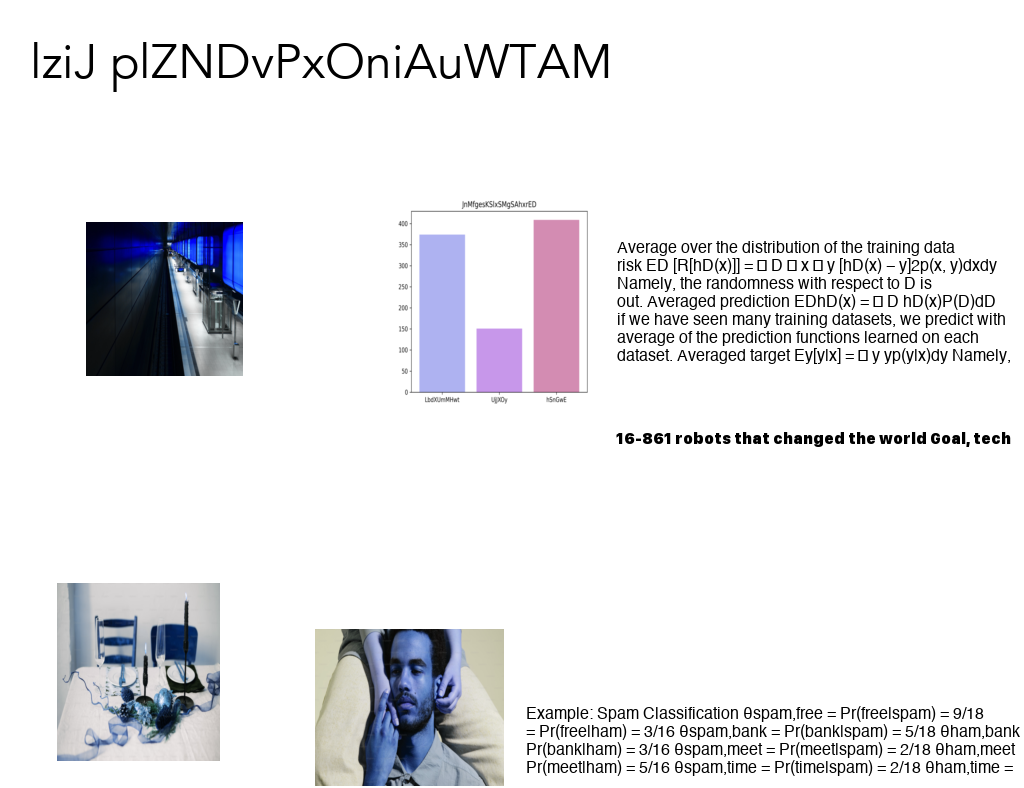 lziJ plZNDvPxOniAuWTAM
JnMfgesKSlxSMgSAhxrED
400
350
300
250
200
150
100
50
0
LbdXUmMHwt UjJXOy hSnGwE
Average over the distribution of the training data
risk ED [R[hD(x)]] = □ D □ x □ y [hD(x) – y]2p(x, y)dxdy
Namely, the randomness with respect to D is
out. Averaged prediction EDhD(x) = □ D hD(x)P(D)dD
if we have seen many training datasets, we predict with
average of the prediction functions learned on each
dataset. Averaged target Ey[y|x] = □ y yp(y|x)dy Namely,
16-861 robots that changed the world Goal, tech
Example: Spam Classification θspam,free = Pr(free|spam) = 9/18
= Pr(free|ham) = 3/16 θspam,bank = Pr(bank|spam) = 5/18 θham,bank
Pr(bank|ham) = 3/16 θspam,meet = Pr(meet|spam) = 2/18 θham,meet
Pr(meet|ham) = 5/16 θspam,time = Pr(time|spam) = 2/18 θham,time =